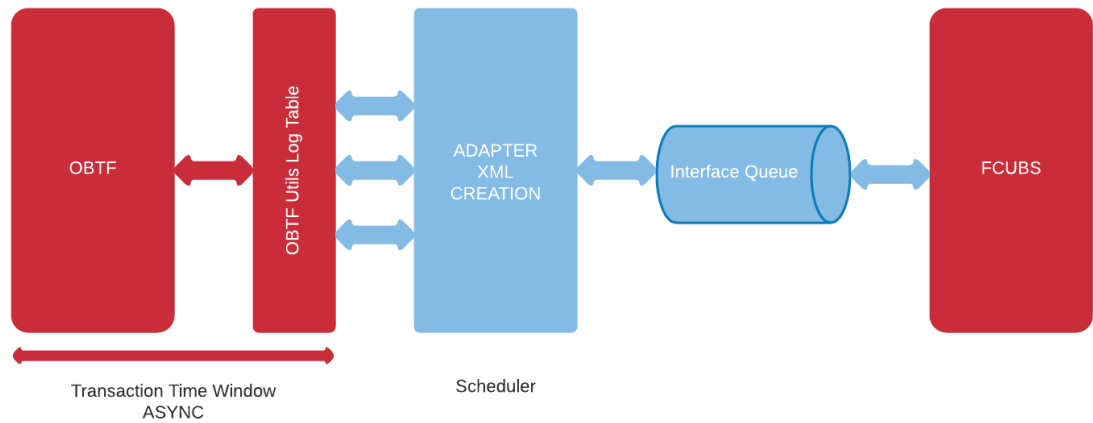 OBTF
OBTF Utils Log Table
ADAPTER
XML
CREATION
Interface Queue
FCUBS
Transaction Time Window
ASYNC
Scheduler